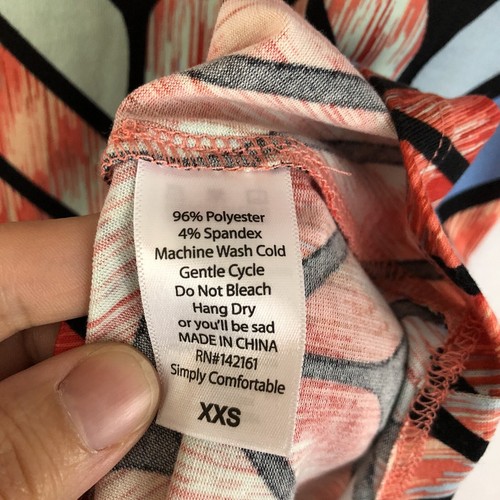 96% Polyester
4% Spandex
Machine Wash Cold
Gentle Cycle
Do Not Bleach
Hang Dry
or you'll be sad
MADE IN CHINA
RN#142161
Simply Comfortable
XXS